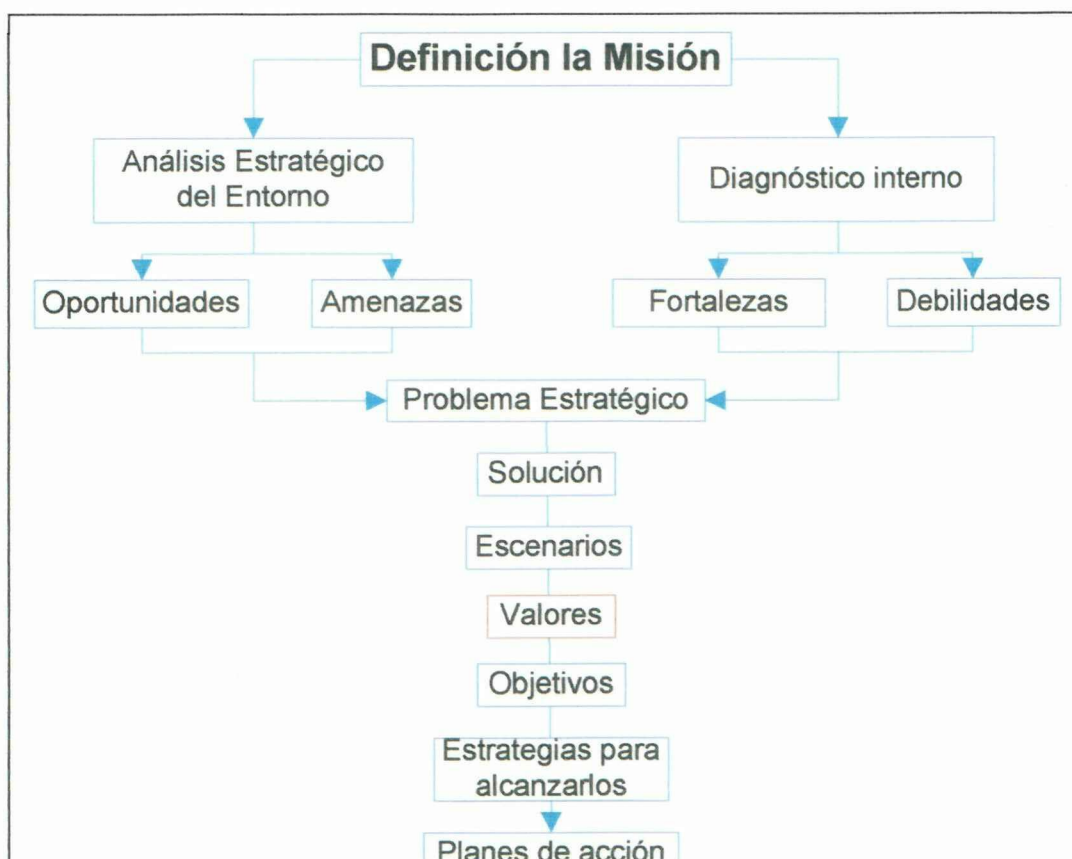 Definición la Misión
Análisis Estratégico
del Entorno
Diagnóstico interno
Oportunidades
Amenazas
Fortalezas
Debilidades
Problema Estratégico
Solución
Escenarios
Valores
Objetivos
Estrategias para
alcanzarlos
Planes de acción